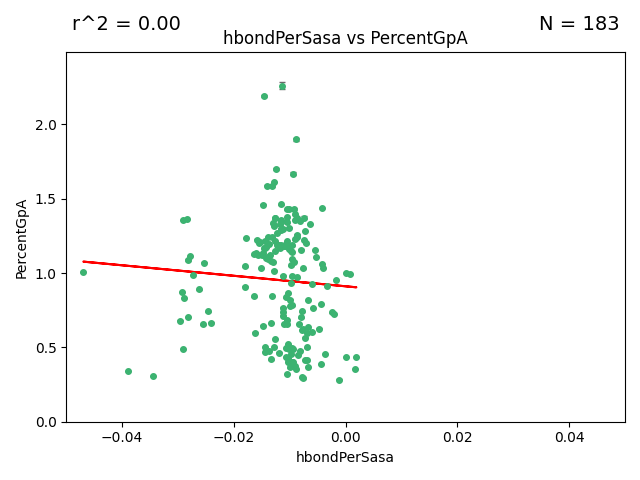 r^2 = 0.00
N = 183
hbondPerSasa vs PercentGpA
PercentGpA
2.0
1.5
1.0
0.5
0.0
−0.04
−0.02
0.00
0.02
0.04
hbondPerSasa